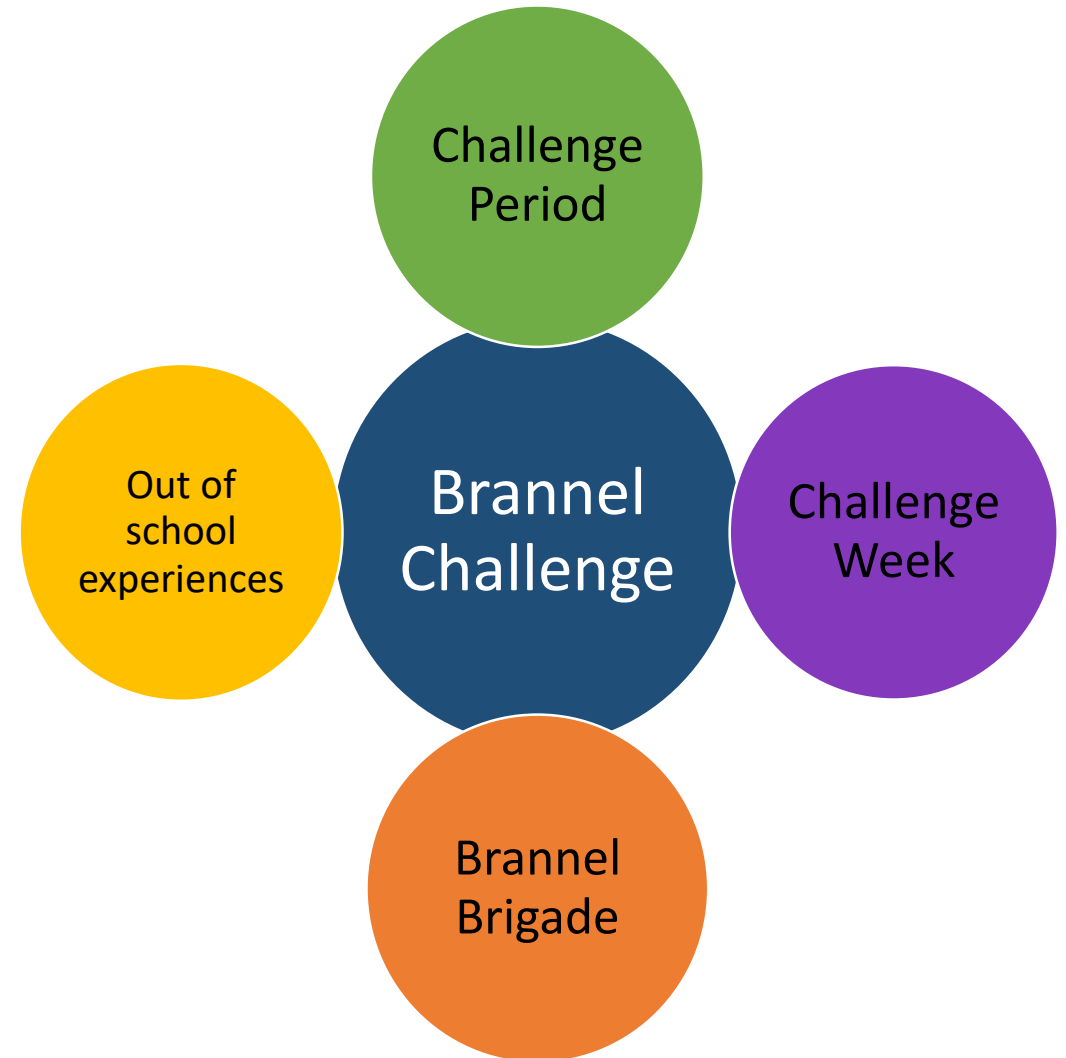 Challenge
Period
Out of
school
experiences
Brannel
Challenge
Challenge
Week
Brannel
Brigade